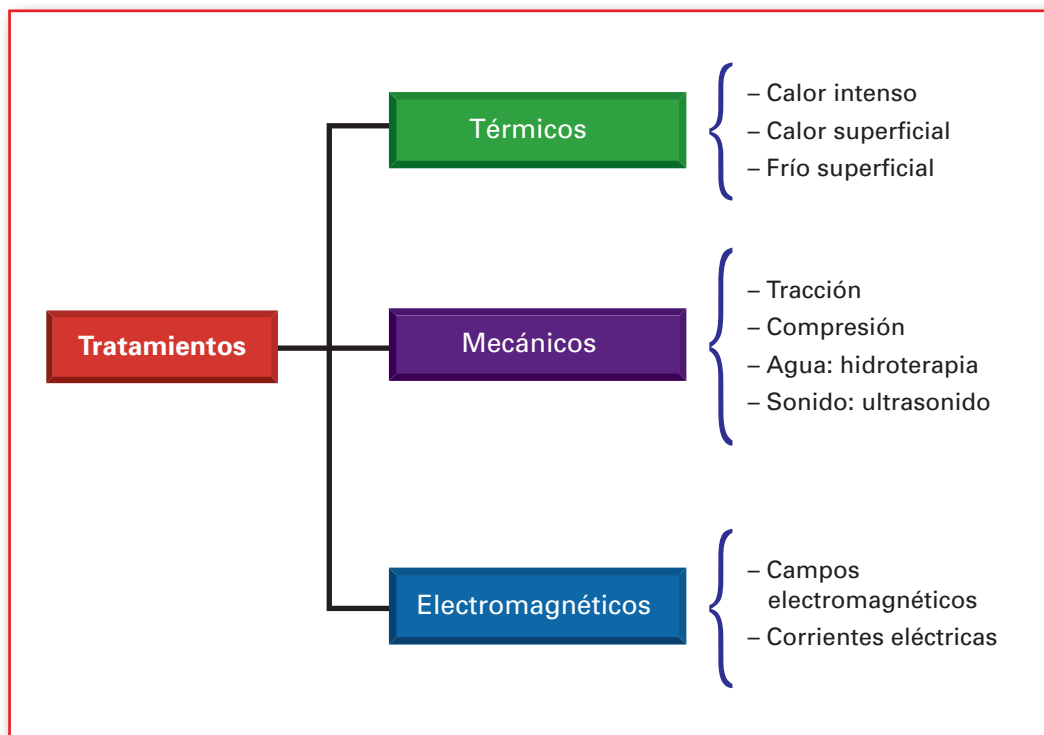 Tratamientos
Térmicos
– Calor intenso
– Calor superficial
– Frío superficial
Mecánicos
– Tracción
– Compresión
– Agua: hidroterapia
– Sonido: ultrasonido
Electromagnéticos
– Campos
electromagnéticos
– Corrientes eléctricas